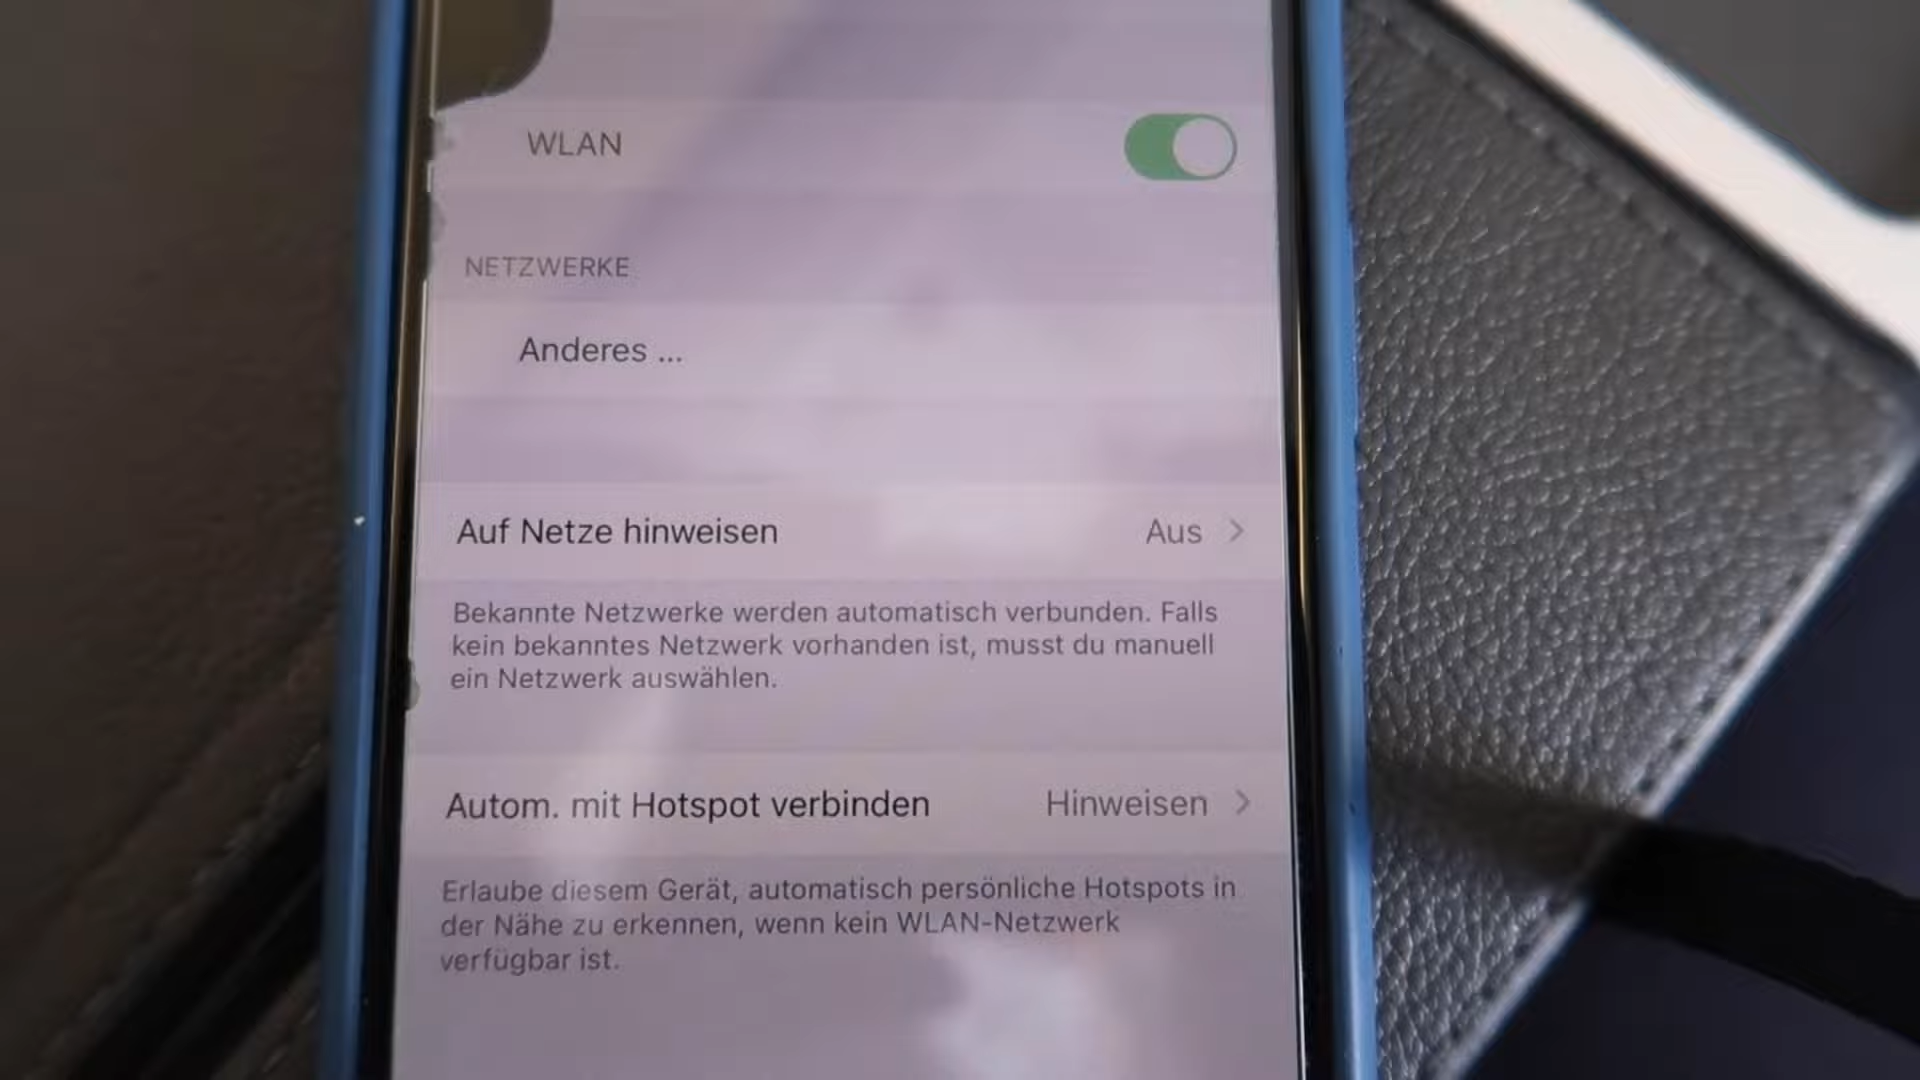 WLAN
NETZWERKE
Anderes ...
Auf Netze hinweisen Aus >
Bekannte Netzwerke werden automatisch verbunden. Falls
kein bekanntes Netzwerk vorhanden ist, musst du manuell
ein Netzwerk auswählen.
Autom. mit Hotspot verbinden Hinweisen >
Erlaube diesem Gerät, automatisch persönliche Hotspots in
der Nähe zu erkennen, wenn kein WLAN-Netzwerk
verfügbar ist.